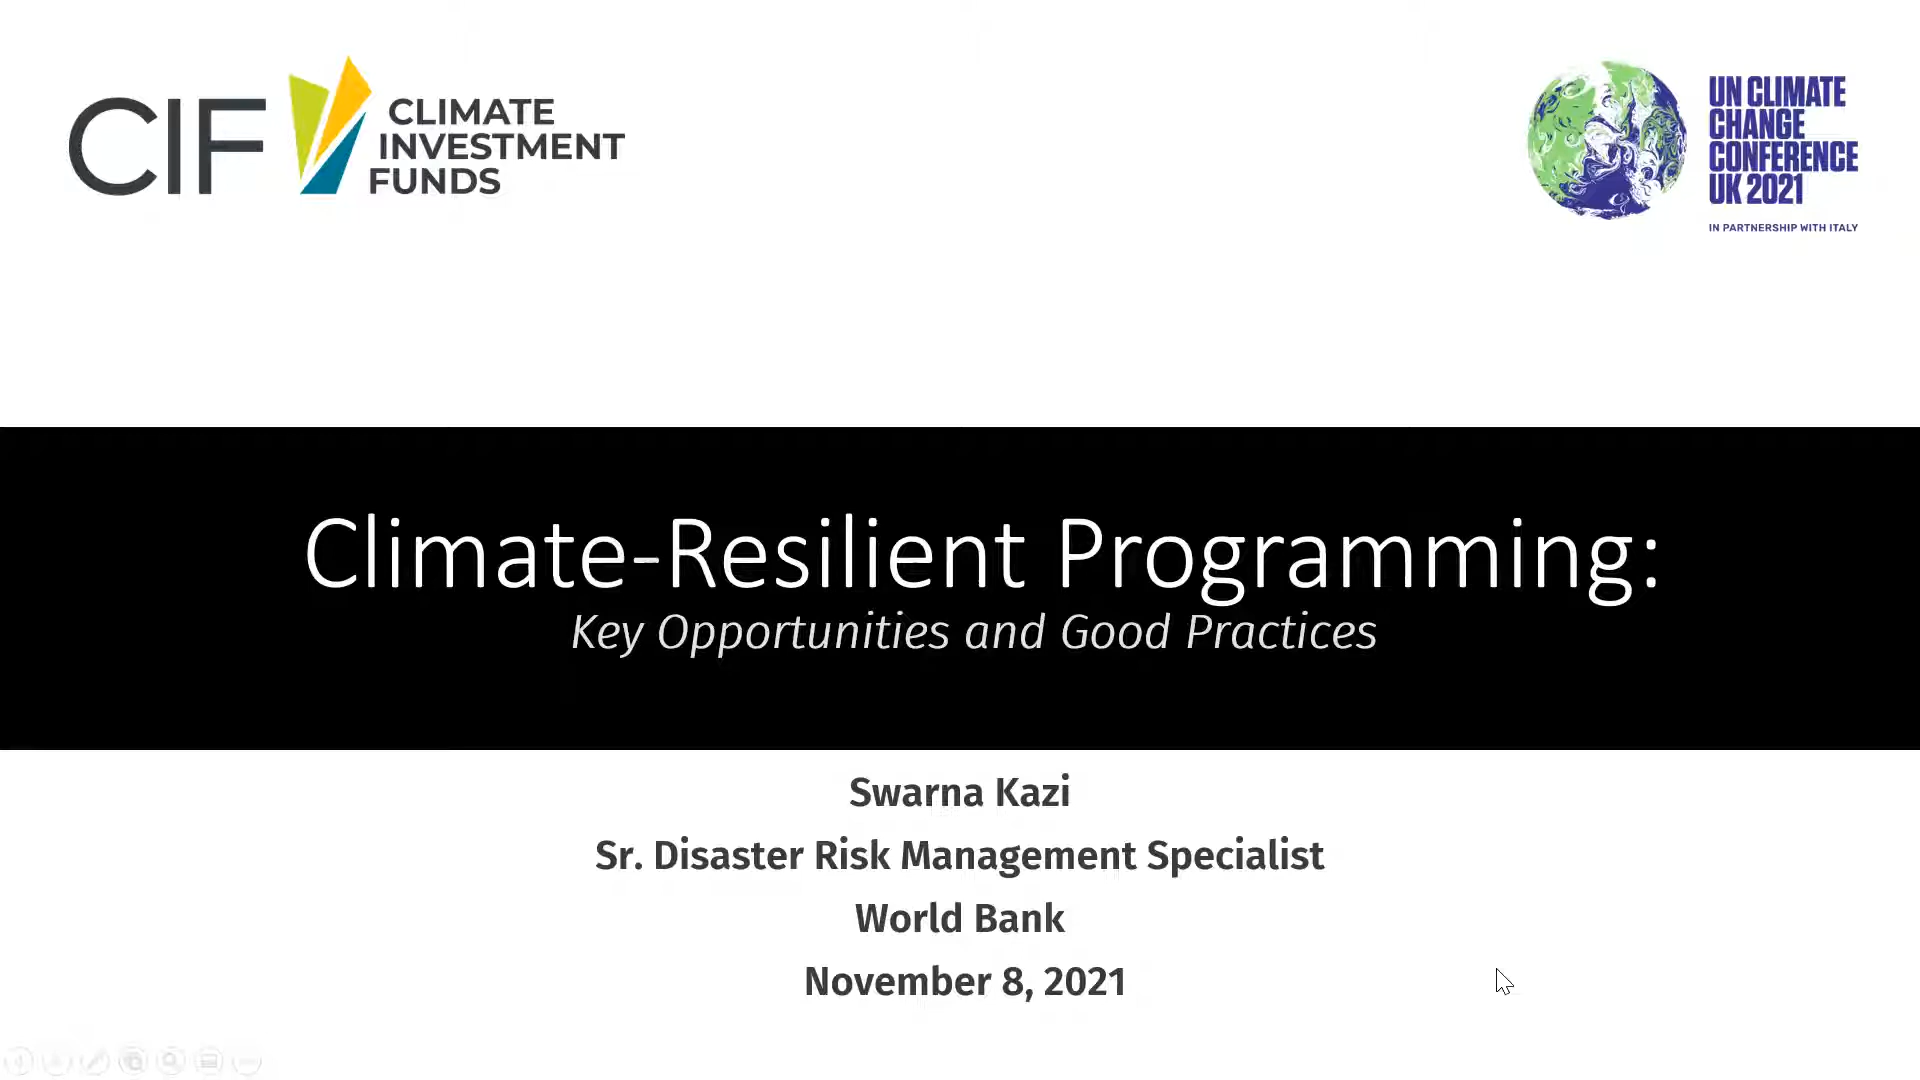 CIF
CLIMATE
INVESTMENT
FUNDS
UN CLIMATE
CHANGE
CONFERENCE
UK 2021
IN PARTNERSHIP WITH ITALY
Climate-Resilient Programming:
Key Opportunities and Good Practices
Swarna Kazi
Sr. Disaster Risk Management Specialist
World Bank
November 8, 2021